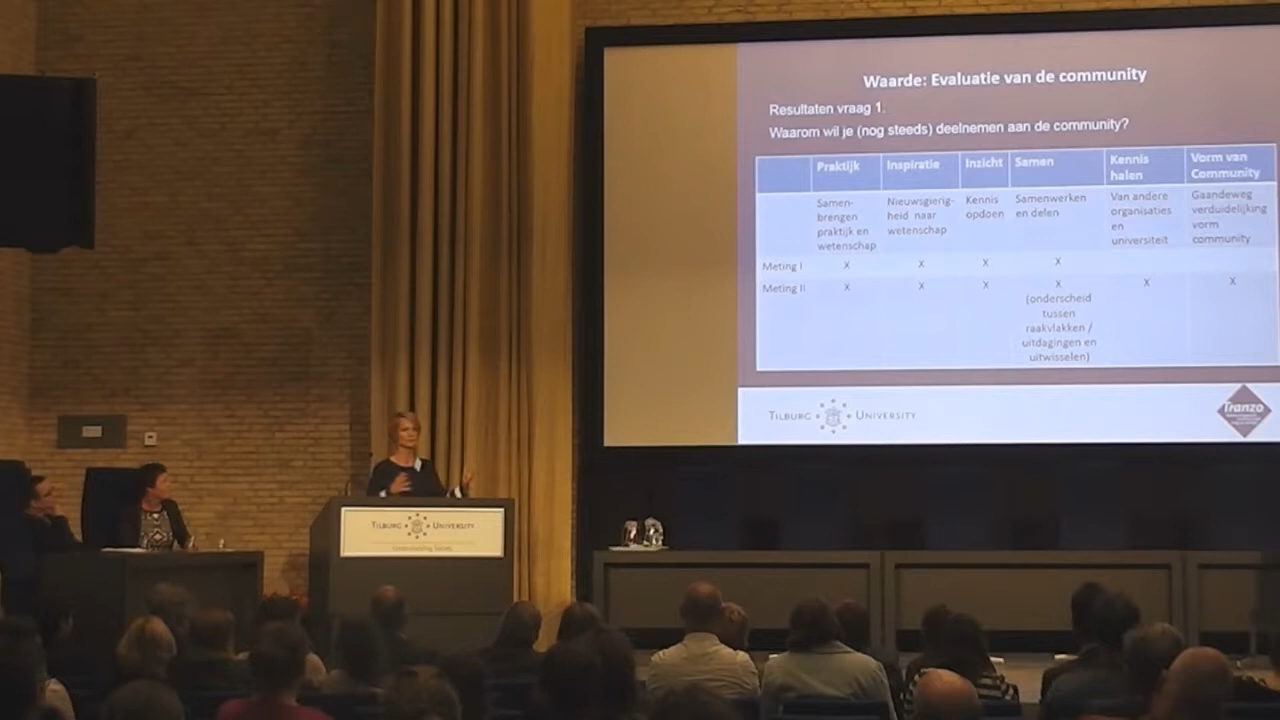 Waarde: Evaluatie van de community
Resultaten vraag 1.
Waarom wil je (nog steeds) deelnemen aan de community?
Praktijk Inspiratie Inzicht Samen Kennis halen Vorm van Community
Samen-
brengen
praktijk en
wetenschap
Nieuwsgierig-
heid naar
wetenschap
Kennis
opdoen
Samenwerken
en delen
Van andere
organisaties
en
universiteit
Gaandeweg
verduidelijking
vorm
community
Meting I X X X X
Meting II X X X X X X
(onderscheid
tussen
raakvlakken /
uitdagingen en
uitwisselen)
TILBURG UNIVERSITY
Tranzo
TILBURG UNIVERSITY
Understanding Society